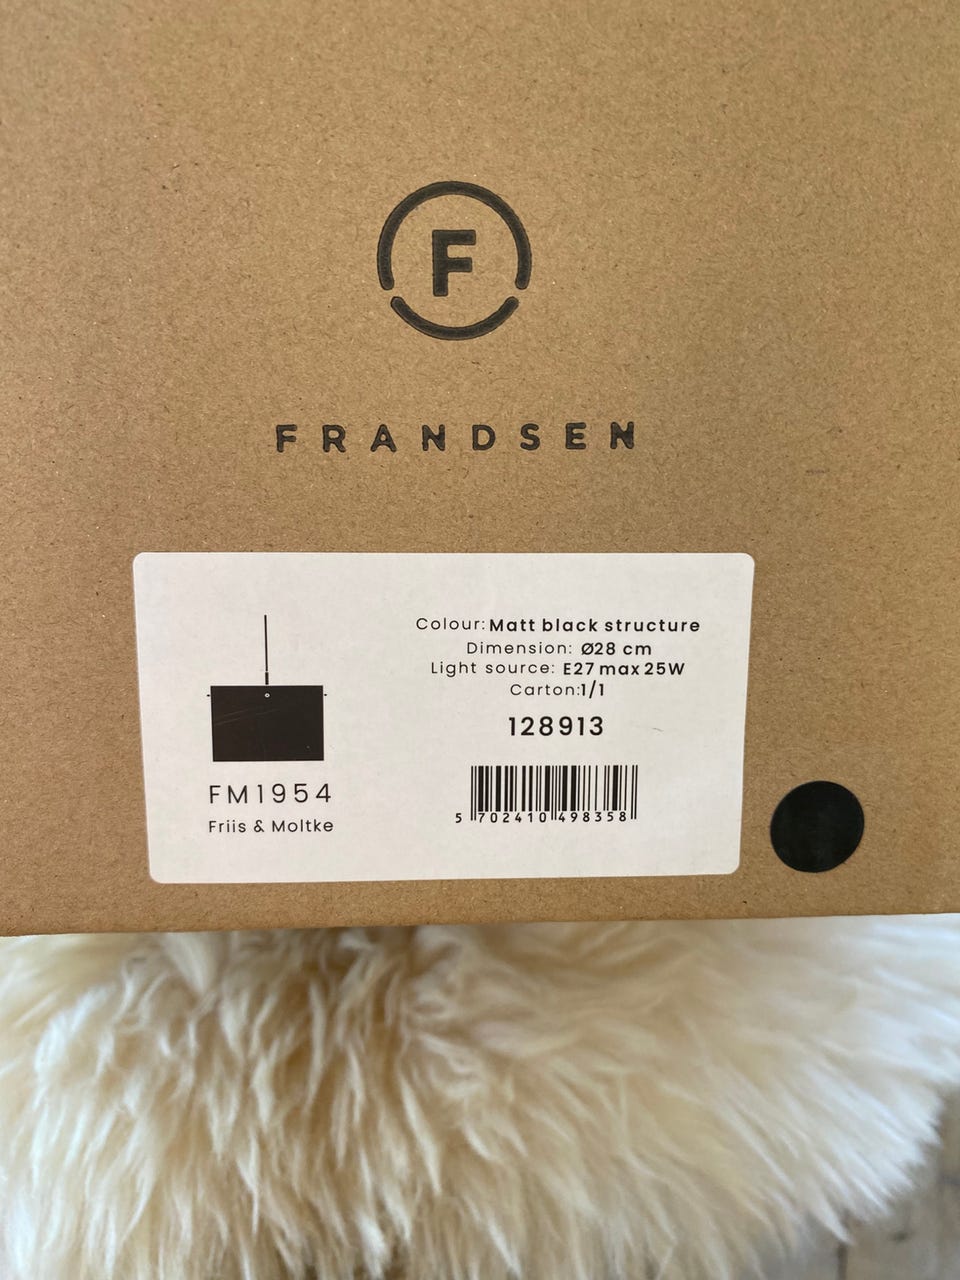 F
FRANDSEN
Colour: Matt black structure
Dimension: Ø28 cm
Light source: E27 max 25W
Carton:1/1
128913
5 702410 498358
FM1954
Friis & Moltke